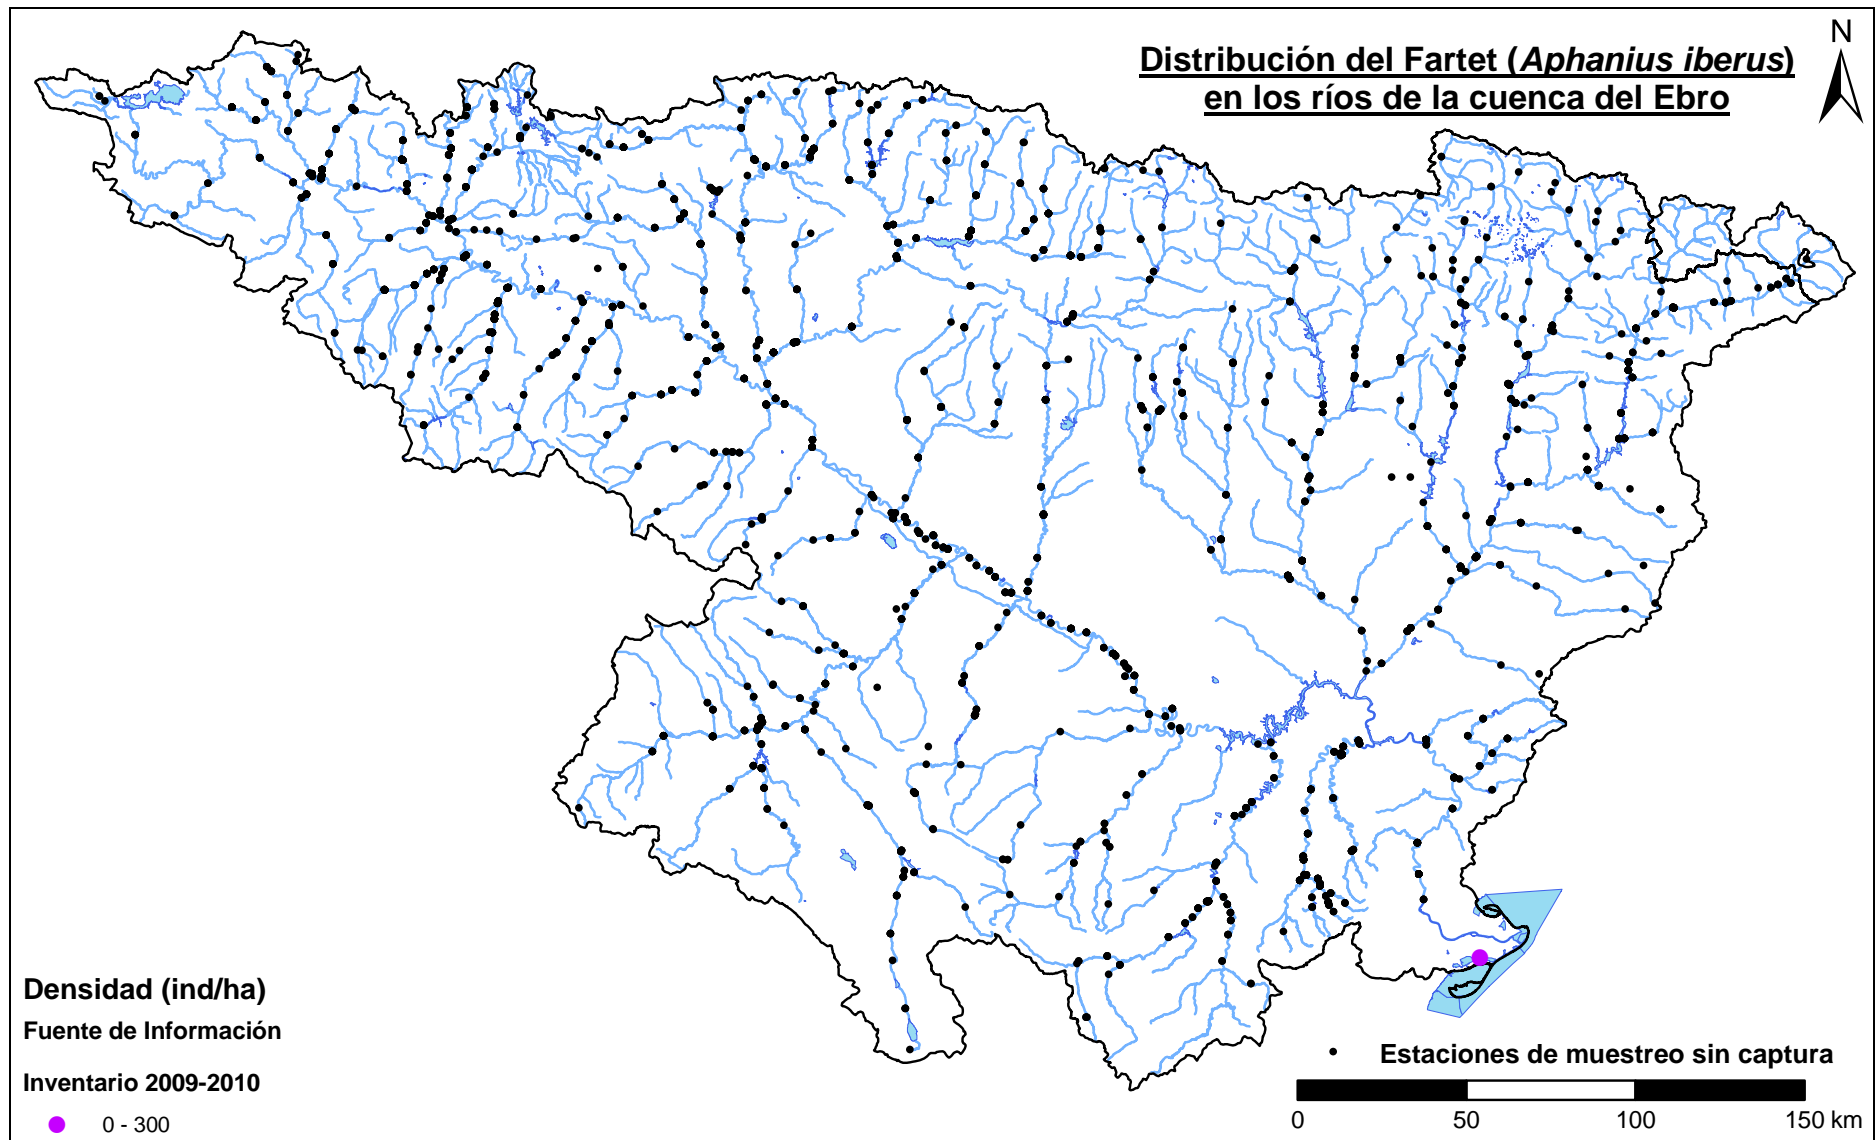 Distribución del Fartet (Aphanius iberus)
en los ríos de la cuenca del Ebro
N
Densidad (ind/ha)
Fuente de Información
Inventario 2009-2010
0 - 300
Estaciones de muestreo sin captura
0 50 100 150 km